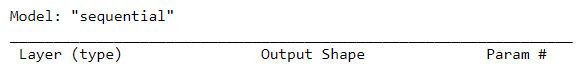 Model: "sequential"
Layer (type) Output Shape Param #